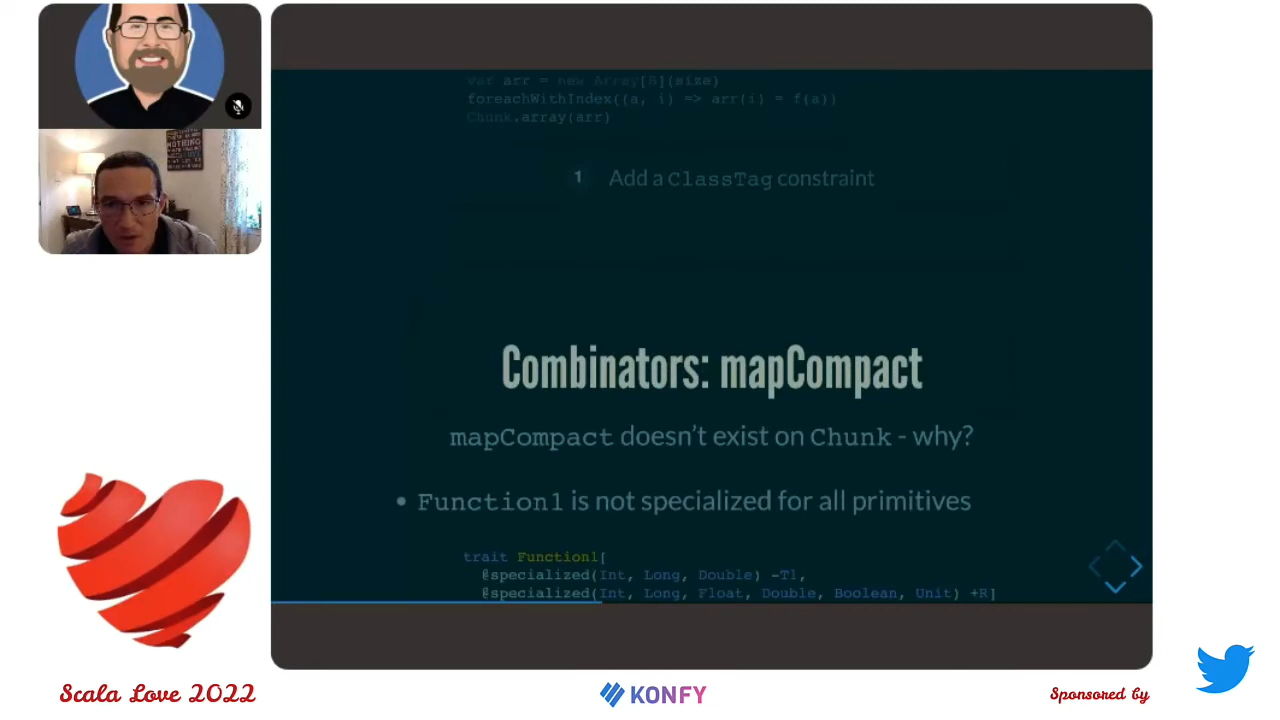 NOTHING
var arr = new Array[B](size)
foreachWithIndex((a, i) => arr(i) = f(a))
Chunk.array(arr)
1 Add a ClassTag constraint
Combinators: mapCompact
mapCompact doesn't exist on Chunk - why?
• Function1 is not specialized for all primitives
trait Function1[
@specialized(Int, Long, Double) -T1,
@specialized(Int, Long, Float, Double, Boolean, Unit) +R]
Scala Love 2022
KONFY
Sponsored by